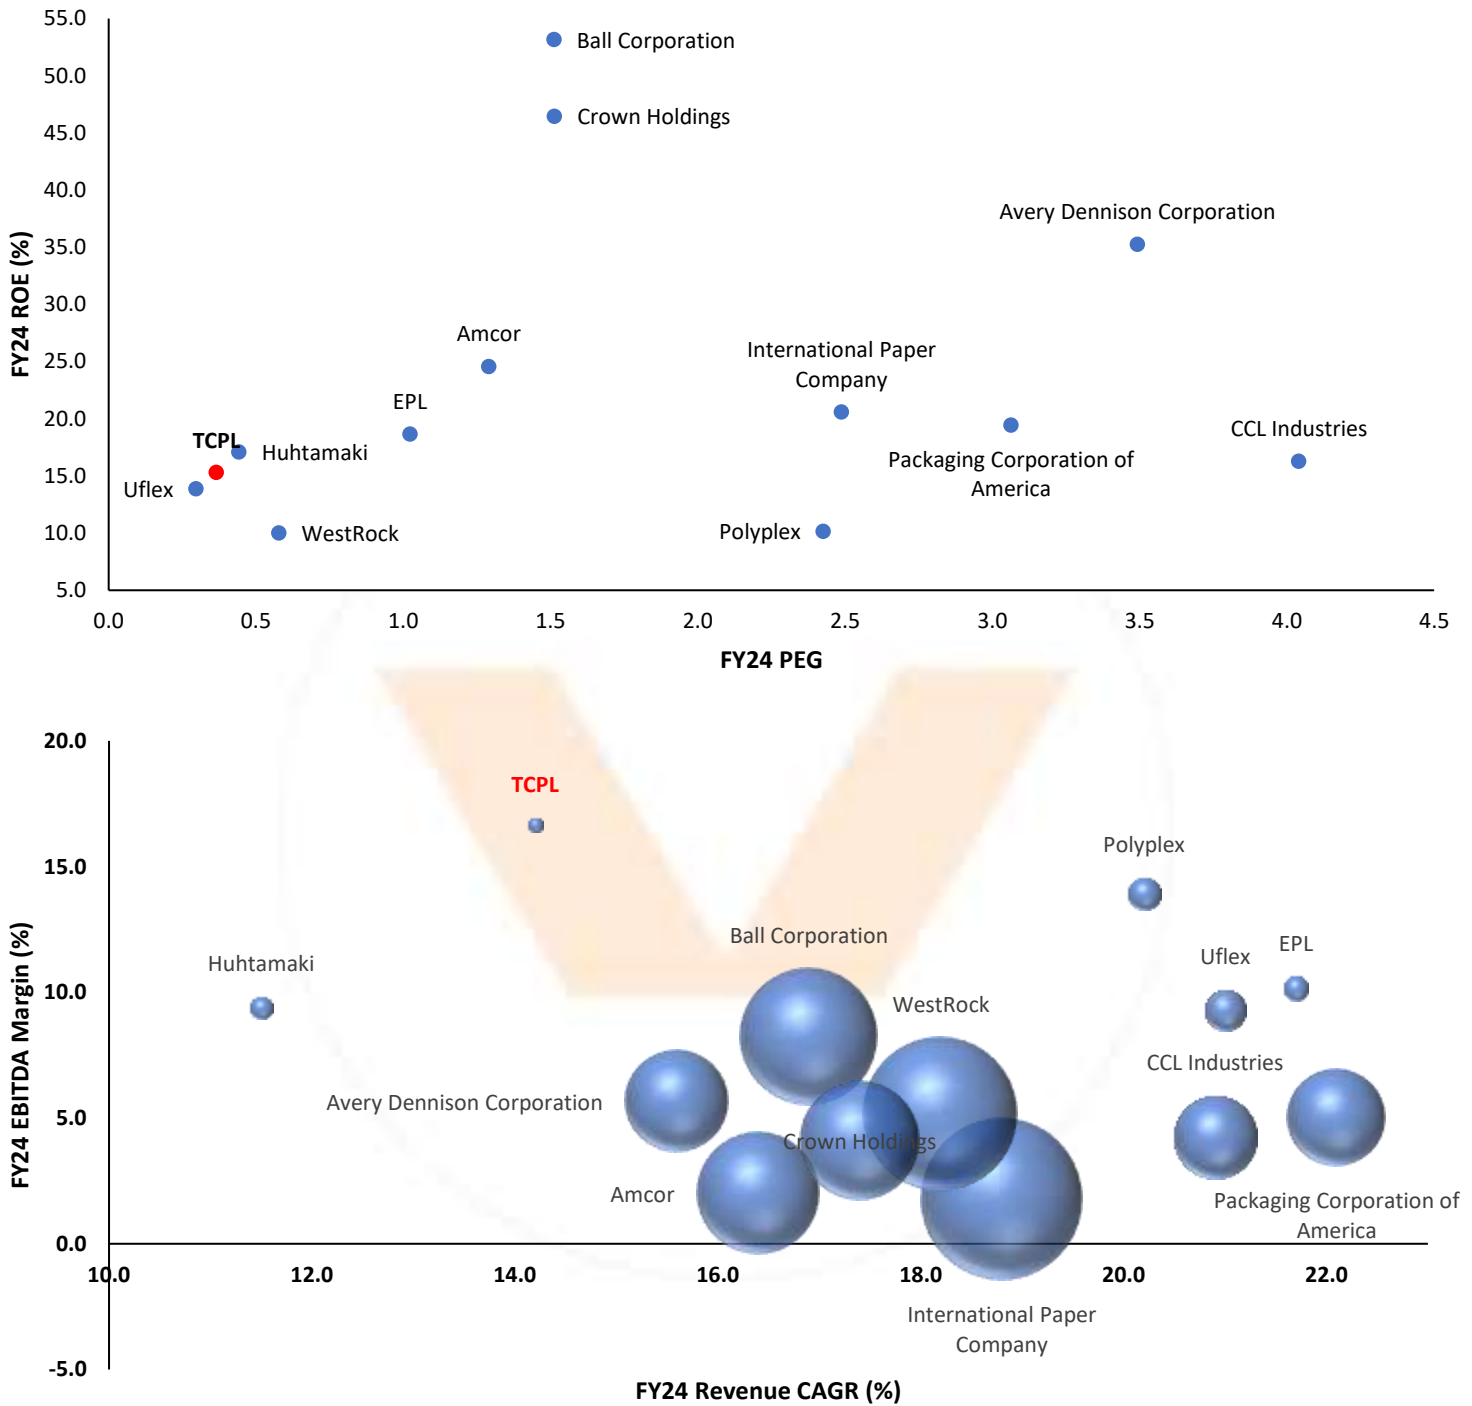 55.0
Ball Corporation
50.0
Crown Holdings
45.0
40.0
Avery Dennison Corporation
35.0
FY24 ROE (%)
30.0
Amcor
International Paper
Company
25.0
EPL
20.0
CCL Industries
TCPL
Huhtamaki
Packaging Corporation of
America
15.0
Uflex
WestRock
Polyplex
10.0
5.0
0.0 0.5 1.0 1.5 2.0 2.5 3.0 3.5 4.0 4.5
FY24 PEG
20.0
TCPL
Polyplex
15.0
Ball Corporation
EPL
Uflex
Huhtamaki
10.0
WestRock
FY24 EBITDA Margin (%)
CCL Industries
Avery Dennison Corporation
5.0
Crown Holdings
Amcor
Packaging Corporation of
America
0.0
10.0 12.0 14.0 16.0 18.0 20.0 22.0
International Paper
Company
-5.0
FY24 Revenue CAGR (%)